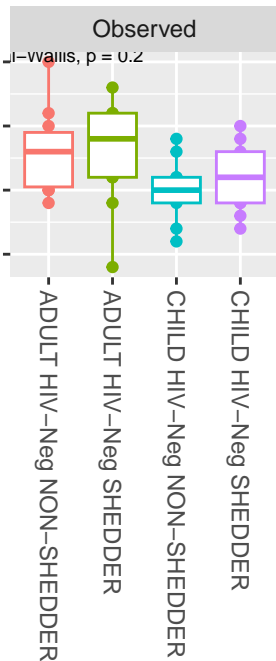 Observed
l-Wallis, p = 0.2
ADULT HIV-Neg NON-SHEDDER
ADULT HIV-Neg SHEDDER
CHILD HIV-Neg NON-SHEDDER
CHILD HIV-Neg SHEDDER